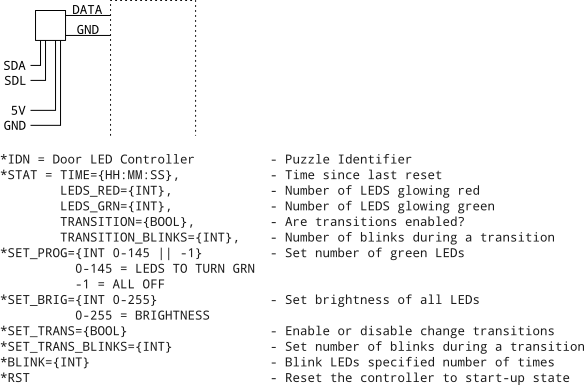 DATA
GND
SDA
SDL
5V
GND
*IDN = Door LED Controller - Puzzle Identifier
*STAT = TIME={HH:MM:SS}, - Time since last reset
LEDS_RED={INT}, - Number of LEDS glowing red
LEDS_GRN={INT}, - Number of LEDS glowing green
TRANSITION={BOOL}, - Are transitions enabled?
TRANSITION_BLINKS={INT}, - Number of blinks during a transition
*SET_PROG={INT 0-145 || -1} - Set number of green LEDs
0-145 = LEDS TO TURN GRN
-1 = ALL OFF
*SET_BRIG={INT 0-255} - Set brightness of all LEDs
0-255 = BRIGHTNESS
*SET_TRANS={BOOL} - Enable or disable change transitions
*SET_TRANS_BLINKS={INT} - Set number of blinks during a transition
*BLINK={INT} - Blink LEDs specified number of times
*RST - Reset the controller to start-up state